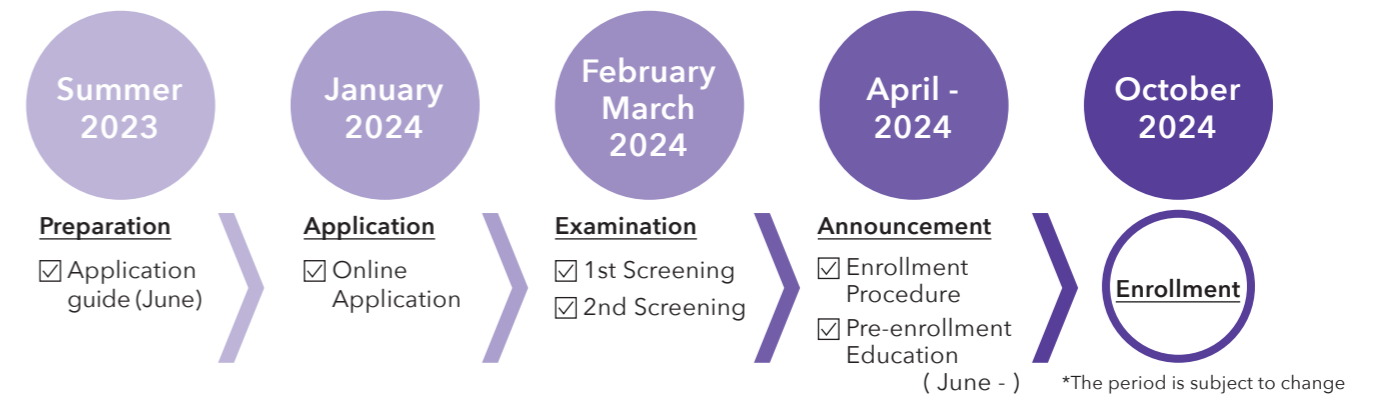 Summer
2023
January
2024
February
March
2024
April -
2024
October
2024
Preparation
☑ Application
guide (June)
Application
☑ Online
Application
Examination
☑ 1st Screening
☑ 2nd Screening
Announcement
☑ Enrollment
Procedure
☑ Pre-enrollment
Education
( June - )
Enrollment
*The period is subject to change